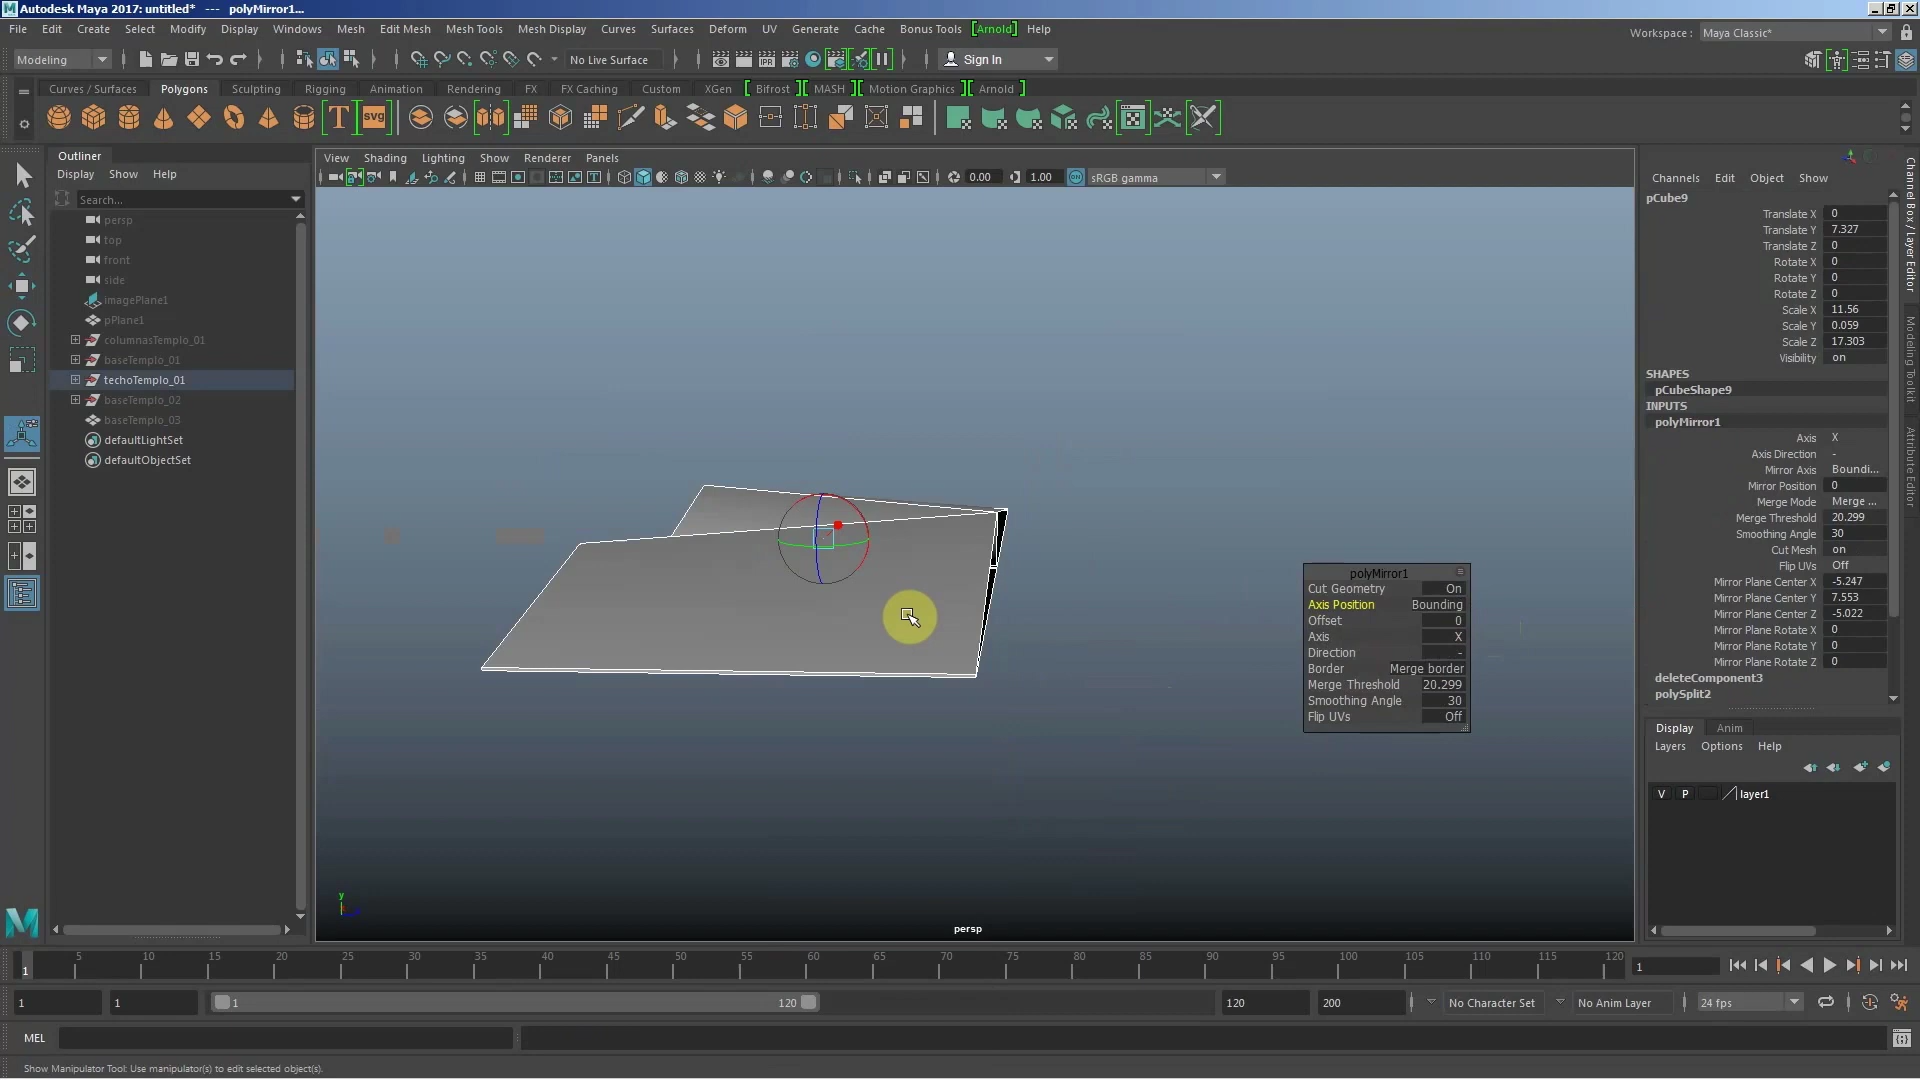 Autodesk Maya 2017: untitled* --- polyMirror1...
File Edit Create Select Modify Display Windows Mesh Edit Mesh Mesh Tools Mesh Display Curves Surfaces Deform UV Generate Cache Bonus Tools [Arnold] Help
Workspace : Maya Classic*
Modeling No Live Surface Sign In
Curves / Surfaces Polygons Sculpting Rigging Animation Rendering FX FX Caching Custom XGen Bifrost MASH Motion Graphics Arnold
T SVG IPR
Outliner
Display Show Help
Search...
persp
top
front
side
imagePlane1
pPlane1
columnasTemplo_01
baseTemplo_01
techoTemplo_01
baseTemplo_02
baseTemplo_03
defaultLightSet
defaultObjectSet
View Shading Lighting Show Renderer Panels
0.00 1.00 ON sRGB gamma
polyMirror1
Cut Geometry On
Axis Position Bounding
Offset 0
Axis X
Direction -
Border Merge border
Merge Threshold 20.299
Smoothing Angle 30
Flip UVs Off
y
persp
Channels Edit Object Show
pCube9
Translate X 0
Translate Y 7.327
Translate Z 0
Rotate X 0
Rotate Y 0
Rotate Z 0
Scale X 11.56
Scale Y 0.059
Scale Z 17.303
Visibility on
SHAPES
pCubeShape9
INPUTS
polyMirror1
Axis X
Axis Direction -
Mirror Axis Boundi...
Mirror Position 0
Merge Mode Merge ...
Merge Threshold 20.299
Smoothing Angle 30
Cut Mesh on
Flip UVs Off
Mirror Plane Center X -5.247
Mirror Plane Center Y 7.553
Mirror Plane Center Z -5.022
Mirror Plane Rotate X 0
Mirror Plane Rotate Y 0
Mirror Plane Rotate Z 0
deleteComponent3
polySplit2
Channel Box / Layer Editor
Modeling Toolkit
Attribute Editor
Display Anim
Layers Options Help
V P layer1
1 5 10 15 20 25 30 35 40 45 50 55 60 65 70 75 80 85 90 95 100 105 110 115 120
1
1 1 1 120 120 200 No Character Set No Anim Layer 24 fps
MEL
Show Manipulator Tool: Use manipulator(s) to edit selected object(s).